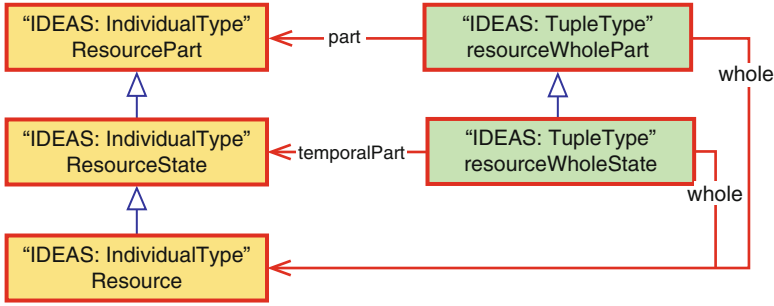 “IDEAS: IndividualType”
ResourcePart
part
“IDEAS: TupleType”
resourceWholePart
whole
“IDEAS: IndividualType”
ResourceState
temporalPart
“IDEAS: TupleType”
resourceWholeState
whole
“IDEAS: IndividualType”
Resource